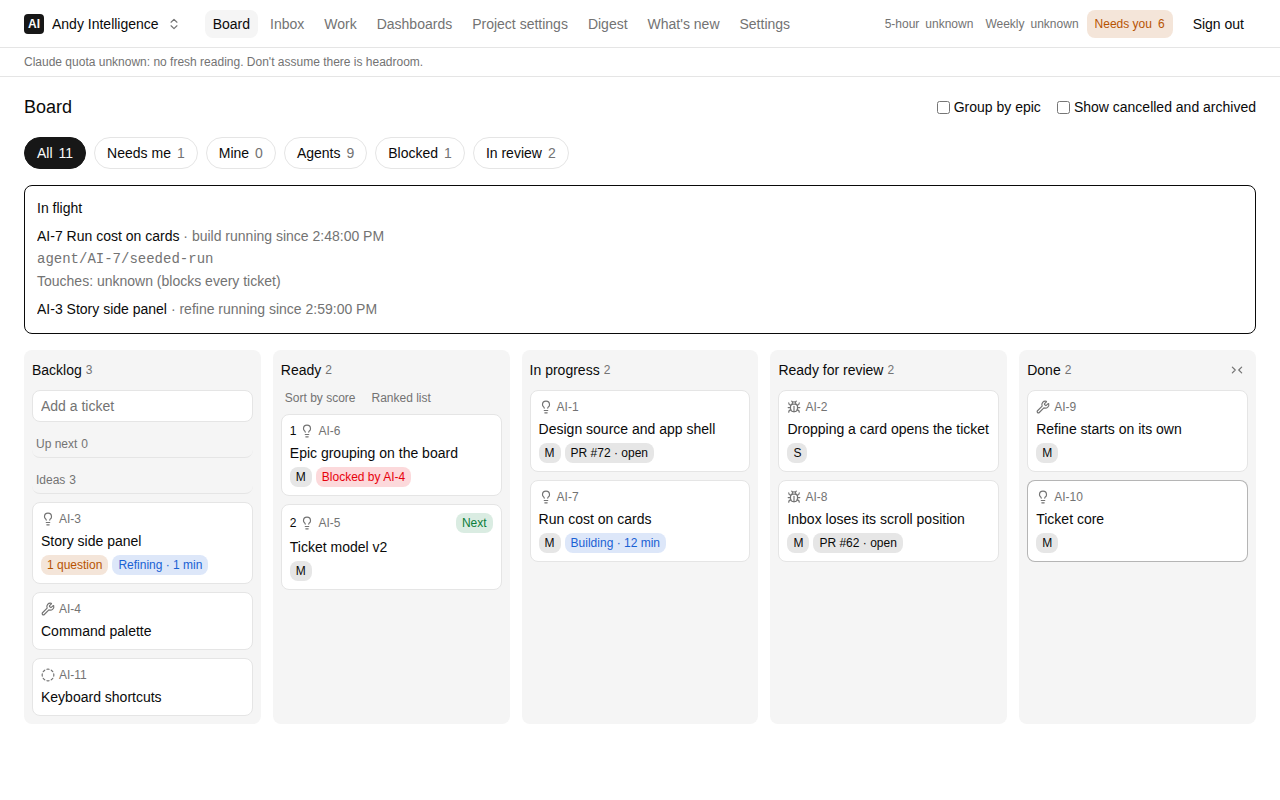 AI Andy Intelligence Board Inbox Work Dashboards Project settings Digest What's new Settings 5-hour unknown Weekly unknown Needs you 6 Sign out
Claude quota unknown: no fresh reading. Don't assume there is headroom.
Board Group by epic Show cancelled and archived
All 11 Needs me 1 Mine 0 Agents 9 Blocked 1 In review 2
In flight
AI-7 Run cost on cards · build running since 2:48:00 PM
agent/AI-7/seeded-run
Touches: unknown (blocks every ticket)
AI-3 Story side panel · refine running since 2:59:00 PM
Backlog 3
Add a ticket
Up next 0
Ideas 3
AI-3
Story side panel
1 question Refining · 1 min
AI-4
Command palette
AI-11
Keyboard shortcuts
Ready 2
Sort by score Ranked list
1 AI-6
Epic grouping on the board
M Blocked by AI-4
2 AI-5 Next
Ticket model v2
M
In progress 2
AI-1
Design source and app shell
M PR #72 · open
AI-7
Run cost on cards
M Building · 12 min
Ready for review 2
AI-2
Dropping a card opens the ticket
S
AI-8
Inbox loses its scroll position
M PR #62 · open
Done 2
AI-9
Refine starts on its own
M
AI-10
Ticket core
M